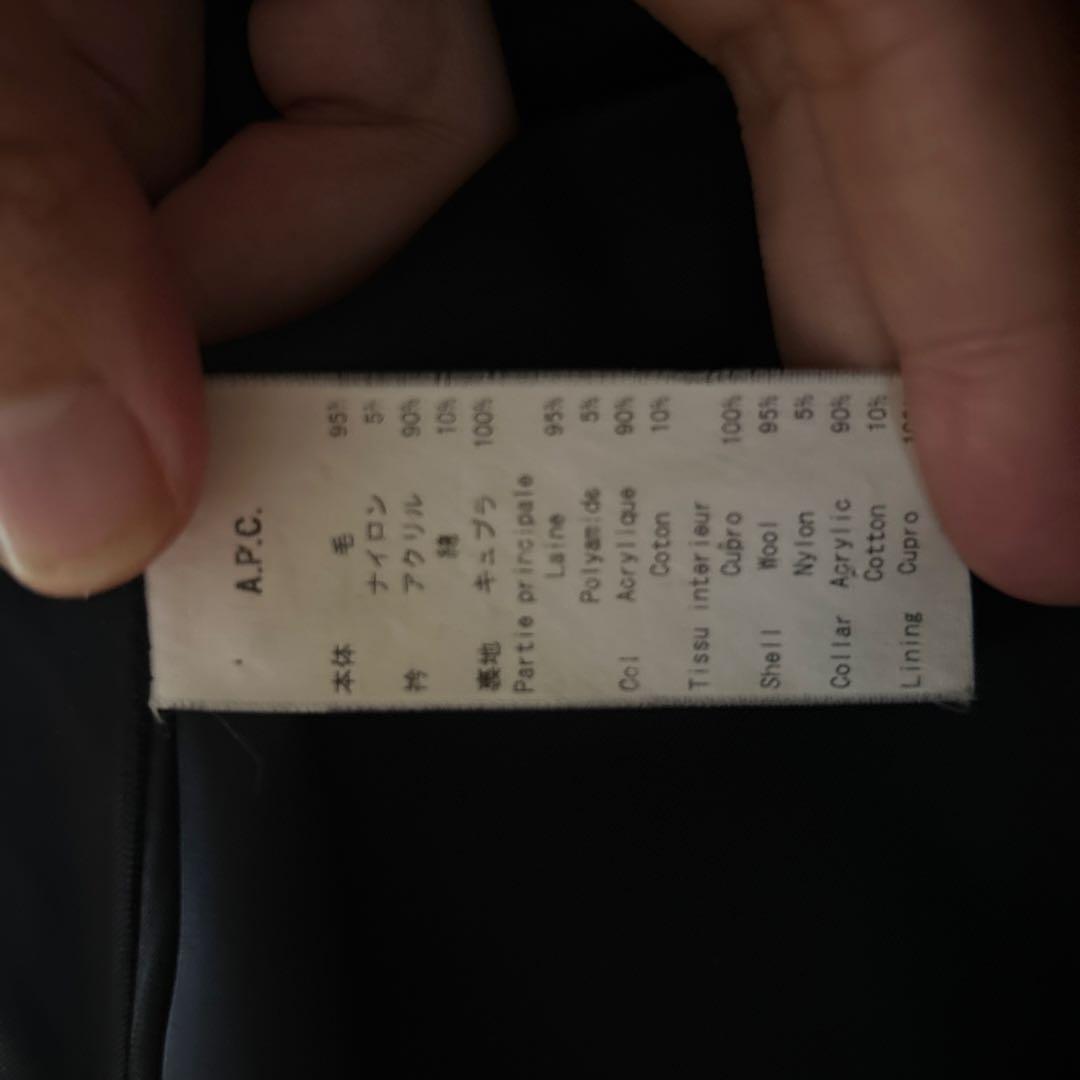 A.P.C.
本体 毛 95%
ナイロン 5%
衿 アクリル 90%
綿 10%
裏地 キュプラ 100%
Partie principale
Laine 95%
Polyamide 5%
Col Acrylique 90%
Coton 10%
Tissu interieur
Cupro 100%
Shell Wool 95%
Nylon 5%
Collar Acrylic 90%
Cotton 10%
Lining Cupro